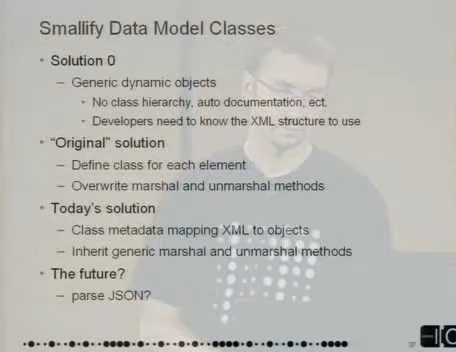 Smallify Data Model Classes
• Solution 0
– Generic dynamic objects
• No class hierarchy, auto documentation, ect.
• Developers need to know the XML structure to use
• "Original" solution
– Define class for each element
– Overwrite marshal and unmarshal methods
• Today's solution
– Class metadata mapping XML to objects
– Inherit generic marshal and unmarshal methods
• The future?
– parse JSON?
37
IO